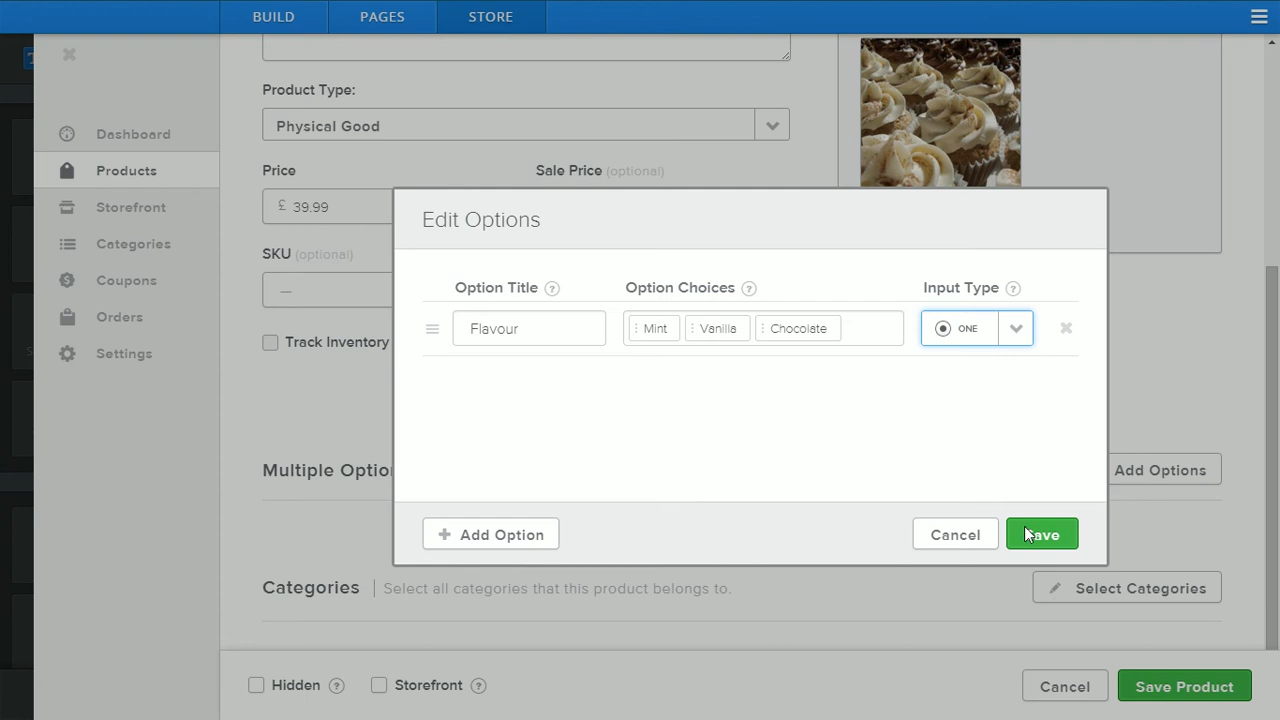 BUILD PAGES STORE
Product Type:
Dashboard
Physical Good
Products
Price Sale Price (optional)
Storefront
£ 39.99
Edit Options
Categories
SKU (optional)
Coupons
—
Option Title ? Option Choices ? Input Type ?
Orders
Flavour Mint Vanilla Chocolate ONE
Track Inventory
Settings
Multiple Option
Add Options
+ Add Option Cancel Save
Categories Select all categories that this product belongs to. Select Categories
Hidden ? Storefront ? Cancel Save Product